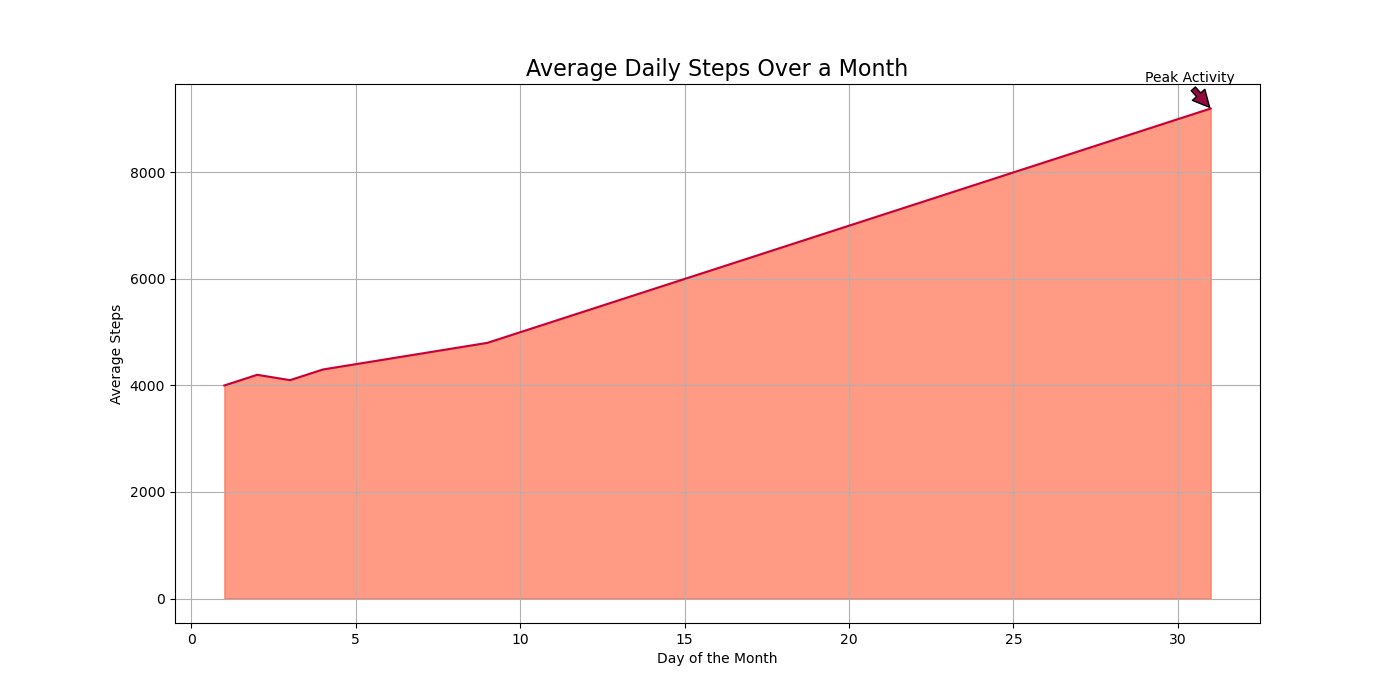 Average Daily Steps Over a Month
Peak Activity
8000
6000
4000
2000
0
Average Steps
0 5 10 15 20 25 30
Day of the Month